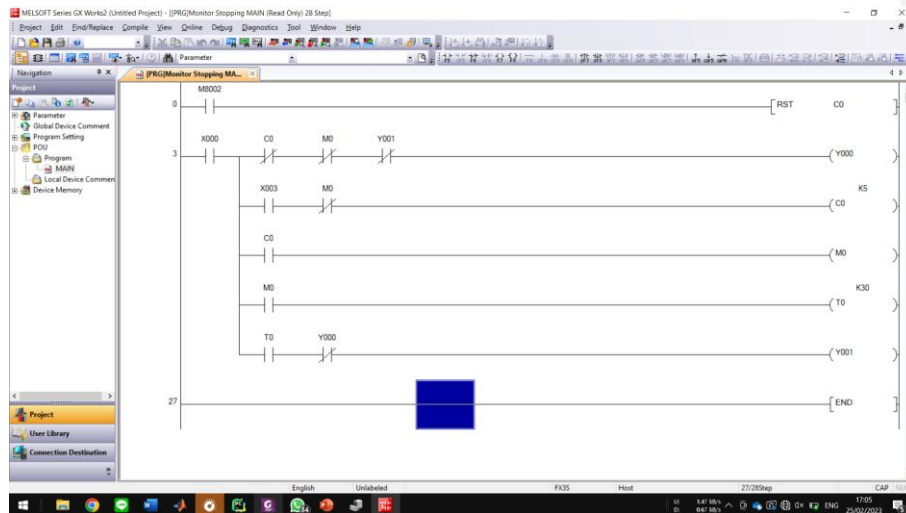 MELSOFT Series GX Works2 (Untitled Project) - [[PRG]Monitor Stopping MAIN (Read Only) 28 Step]
Project Edit Find/Replace Compile View Online Debug Diagnostics Tool Window Help
Parameter
Navigation
[PRG]Monitor Stopping MA...
Project
Parameter
Global Device Comment
Program Setting
POU
Program
MAIN
Local Device Commen
Device Memory
M8002
0 RST C0
X000 C0 M0 Y001
3 Y000
X003 M0 K5
C0
C0
M0
M0 K30
T0
T0 Y000
Y001
27 END
Project
User Library
Connection Destination
English Unlabeled FX3S Host 27/28Step CAP
ENG 17:05
25/02/2023